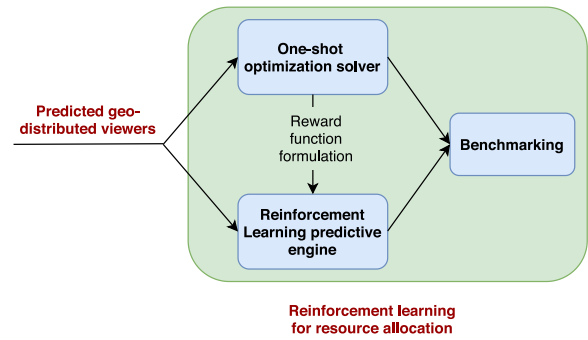 One-shot
optimization solver
Predicted geo-
distributed viewers
Reward
function
formulation
Benchmarking
Reinforcement
Learning predictive
engine
Reinforcement learning
for resource allocation